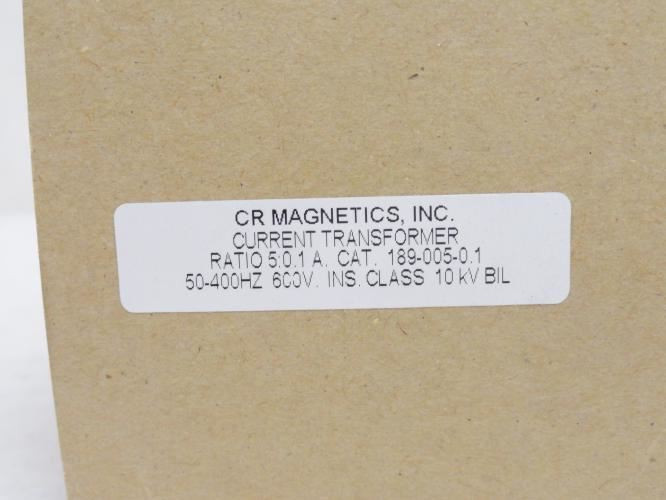 CR MAGNETICS, INC.
CURRENT TRANSFORMER
RATIO 5:0.1 A. CAT. 189-005-0.1
50-400HZ 600V. INS. CLASS 10 kV BIL